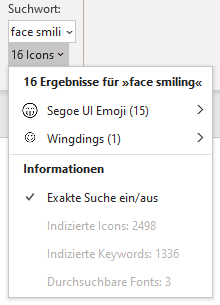 Suchwort:
face smili
16 Icons
16 Ergebnisse für »face smiling«
Segoe UI Emoji (15)
Wingdings (1)
Informationen
Exakte Suche ein/aus
Indizierte Icons: 2498
Indizierte Keywords: 1336
Durchsuchbare Fonts: 3